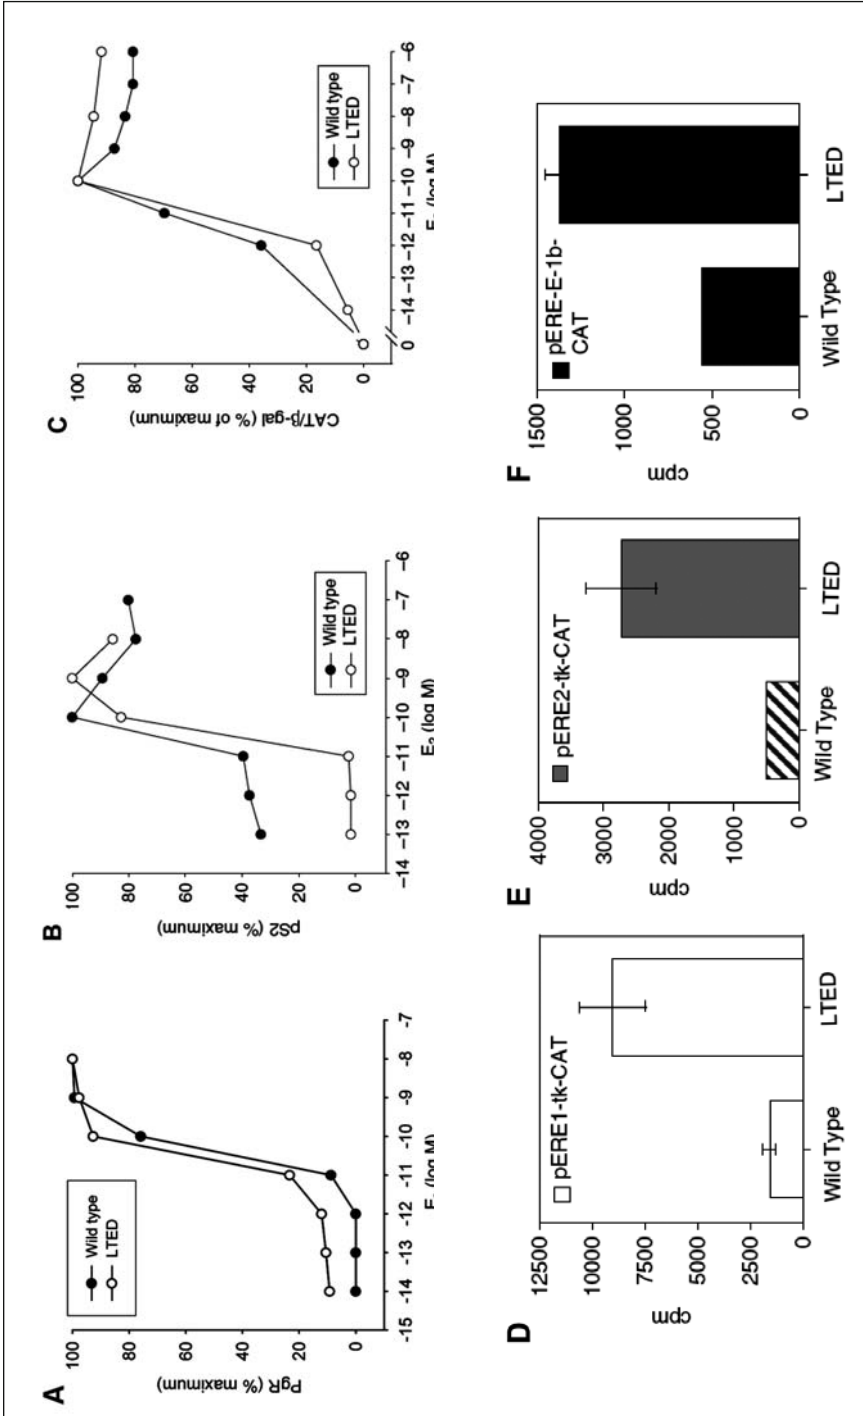 A
PgR (% maximum)
100
80
60
40
20
0
Wild type
LTED
–15
–14
–13
–12
–11
–10
–9
–8
–7
(log M)
B
pS2 (% maximum)
100
80
60
40
20
0
Wild type
LTED
–14
–13
–12
–11
–10
–9
–8
–7
–6
E2 (log M)
C
CAT/β-gal (% of maximum)
100
80
60
40
20
0
Wild type
LTED
0
–14
–13
–12
–11
–10
–9
–8
–7
–6
(log M)
D
cpm
12500
10000
7500
5000
2500
0
pERE1-tk-CAT
Wild Type
LTED
E
cpm
4000
3000
2000
1000
0
pERE2-tk-CAT
Wild Type
LTED
F
cpm
1500
1000
500
0
pERE-E-1b-
CAT
Wild Type
LTED